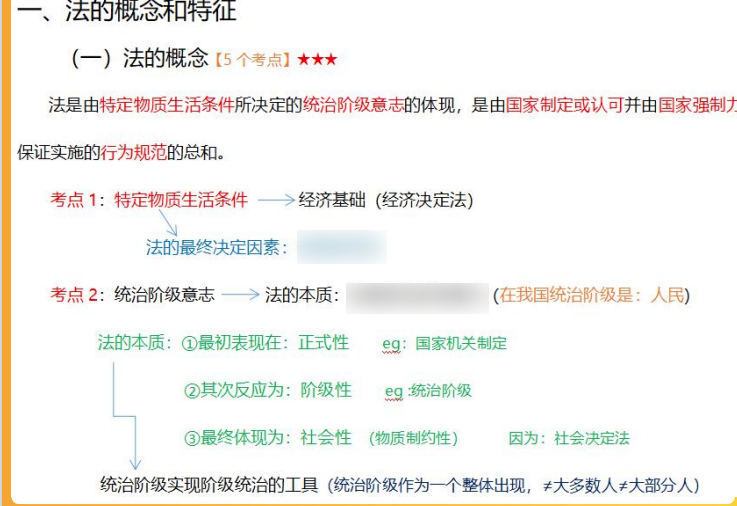 一、法的概念和特征
（一）法的概念【5 个考点】★★★
法是由特定物质生活条件所决定的统治阶级意志的体现，是由国家制定或认可并由国家强制力
保证实施的行为规范的总和。
考点 1：特定物质生活条件 → 经济基础（经济决定法）
法的最终决定因素：
考点 2：统治阶级意志 → 法的本质： (在我国统治阶级是：人民)
法的本质：①最初表现在：正式性 eg：国家机关制定
②其次反应为：阶级性 eg :统治阶级
③最终体现为：社会性 （物质制约性） 因为：社会决定法
统治阶级实现阶级统治的工具（统治阶级作为一个整体出现，≠大多数人≠大部分人）